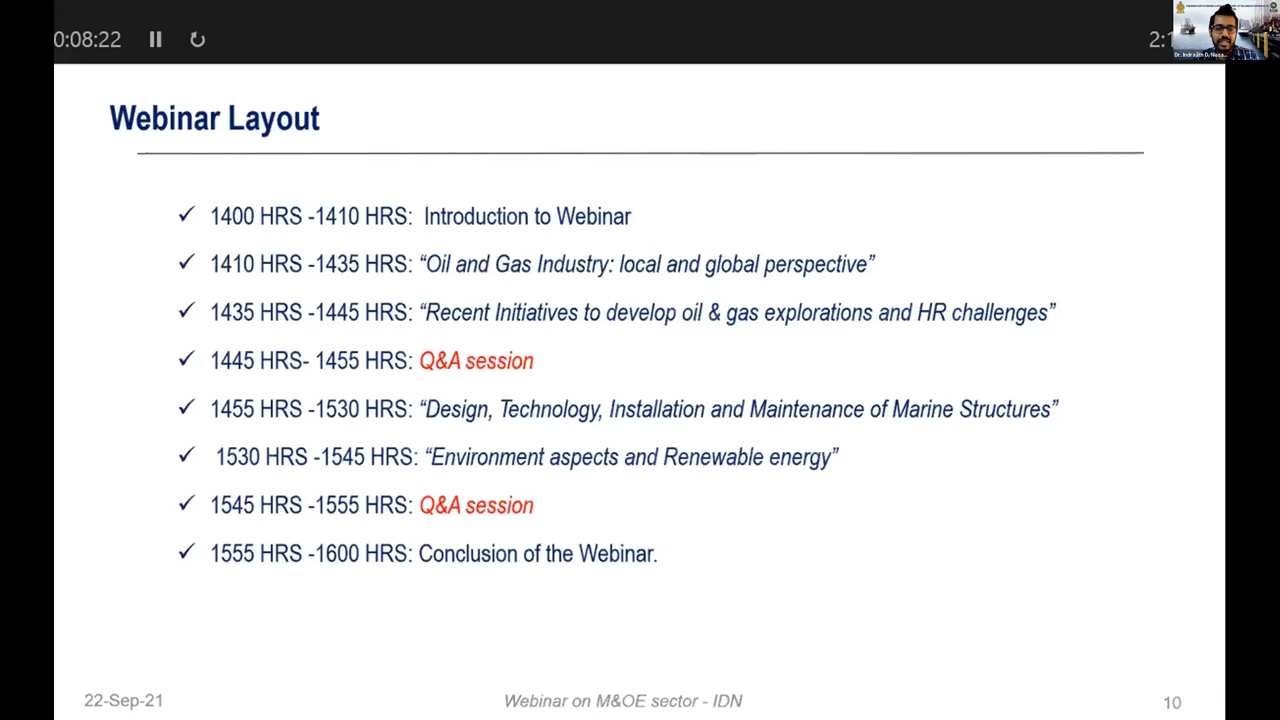 0:08:22
2:
Webinar Layout
✓ 1400 HRS -1410 HRS: Introduction to Webinar
✓ 1410 HRS -1435 HRS: “Oil and Gas Industry: local and global perspective”
✓ 1435 HRS -1445 HRS: “Recent Initiatives to develop oil & gas explorations and HR challenges”
✓ 1445 HRS- 1455 HRS: Q&A session
✓ 1455 HRS -1530 HRS: “Design, Technology, Installation and Maintenance of Marine Structures”
✓ 1530 HRS -1545 HRS: “Environment aspects and Renewable energy”
✓ 1545 HRS -1555 HRS: Q&A session
✓ 1555 HRS -1600 HRS: Conclusion of the Webinar.
22-Sep-21
Webinar on M&OE sector - IDN
10